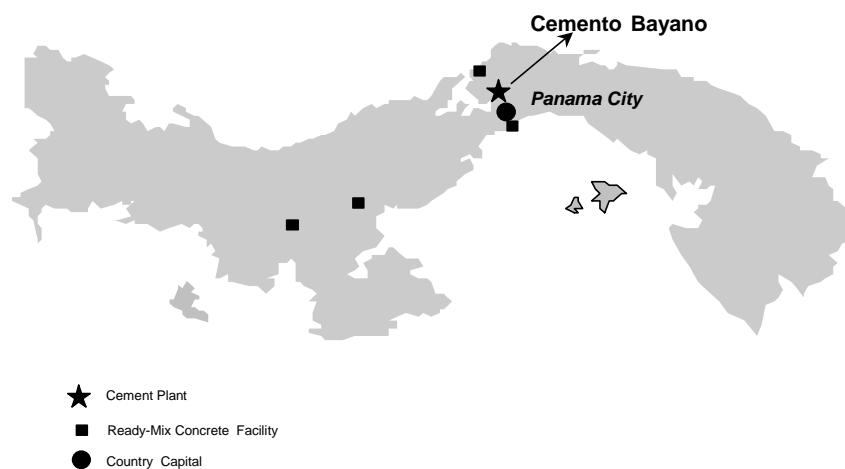 Cemento Bayano
Panama City
Cement Plant
Ready-Mix Concrete Facility
Country Capital